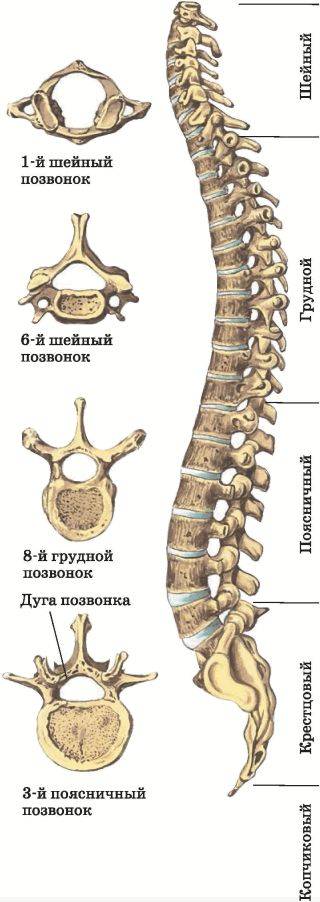 1-й шейный
позвонок
6-й шейный
позвонок
8-й грудной
позвонок
Дуга позвонка
3-й поясничный
позвонок
Шейный
Грудной
Поясничный
Крестцовый
Копчиковый